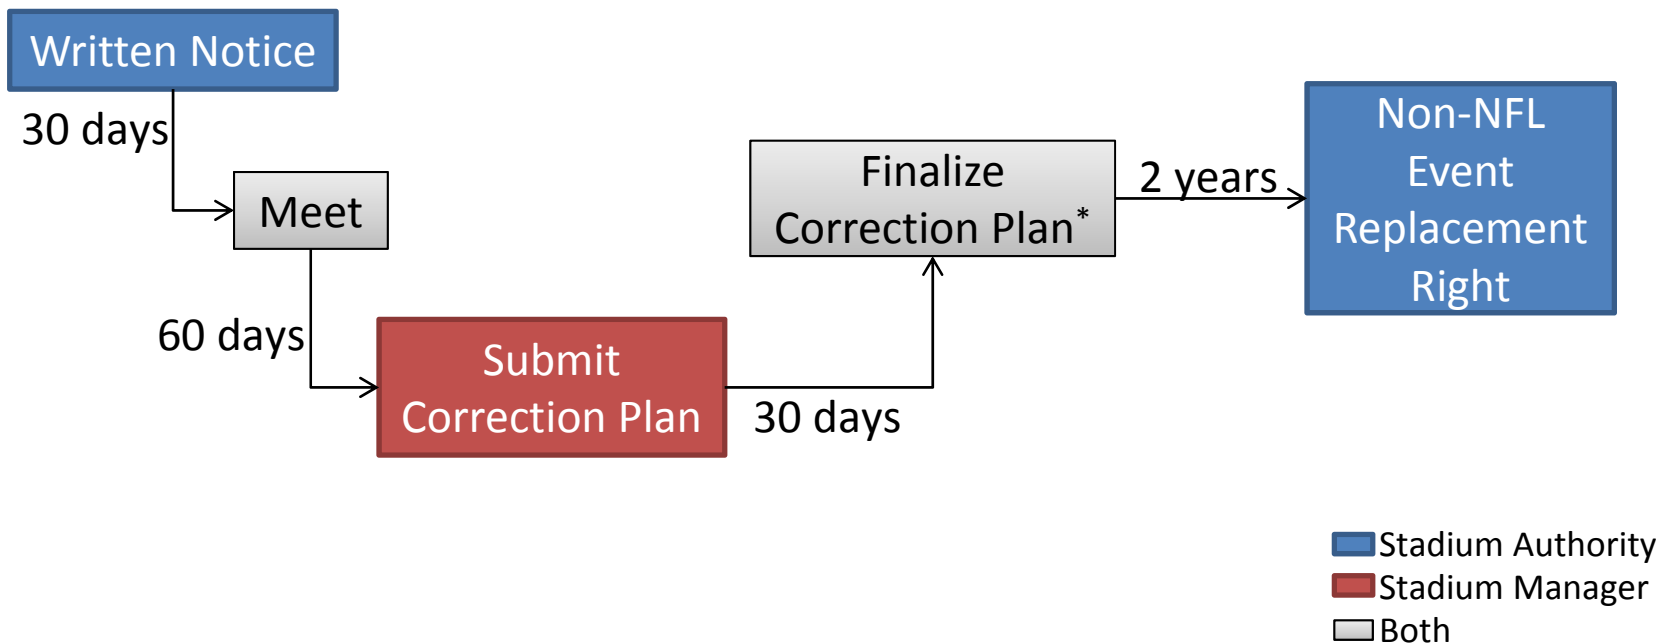 Written Notice
30 days
Meet
60 days
Submit
Correction Plan
30 days
Finalize
Correction Plan*
2 years
Non-NFL
Event
Replacement
Right
Stadium Authority
Stadium Manager
Both